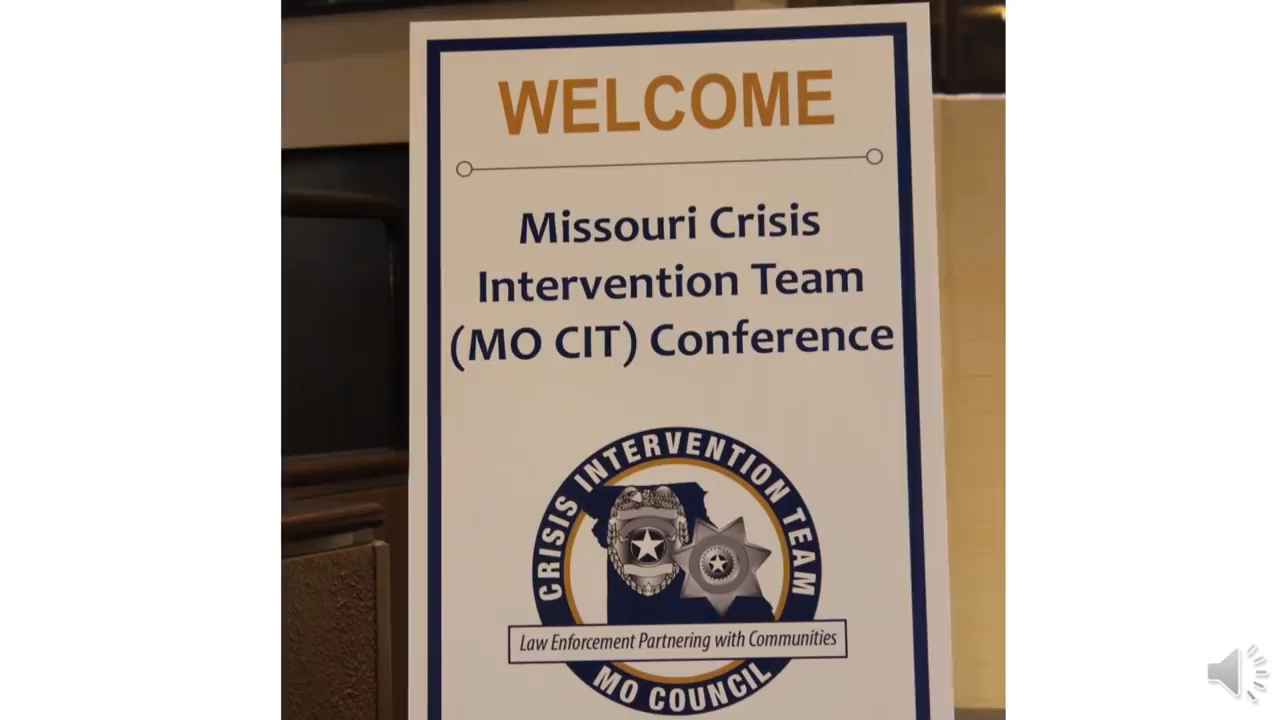 WELCOME
Missouri Crisis
Intervention Team
(MO CIT) Conference
CRISIS INTERVENTION TEAM
Law Enforcement Partnering with Communities
MO COUNCIL